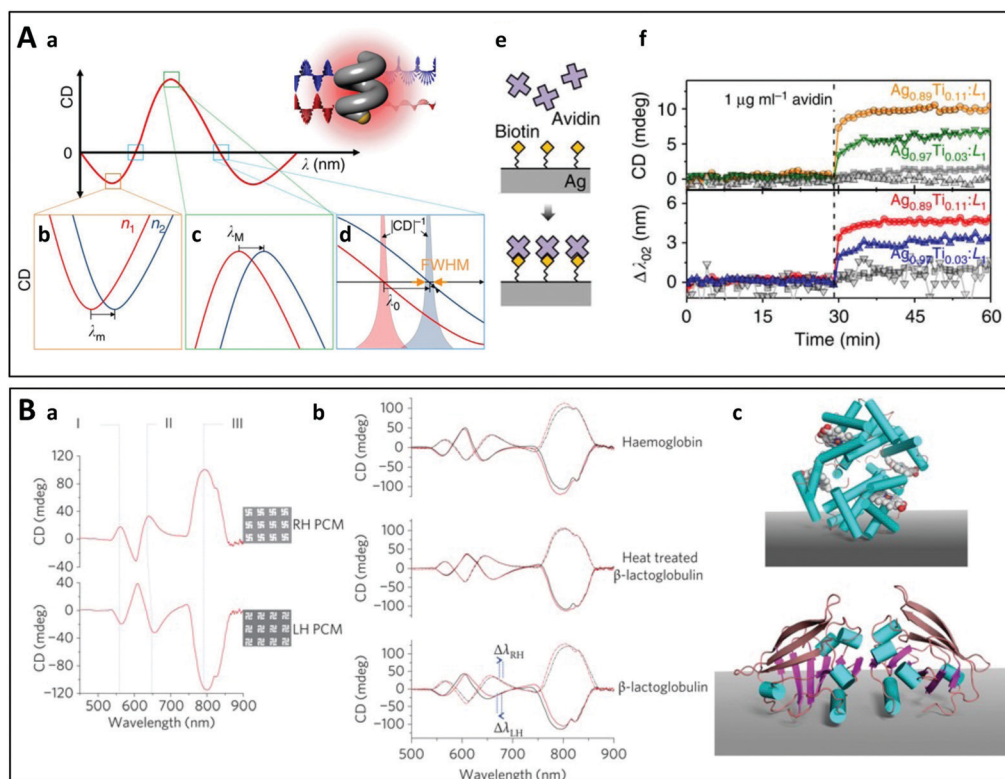 A
a
CD
0
λ (nm)
b
n₁
n₂
c
d
CD
λm
λM
|CD|⁻¹
FWHM
λ₀
e
Avidin
Biotin
Ag
f
1 μg ml⁻¹ avidin
Ag₀.₈₉Ti₀.₁₁:L₁
Ag₀.₉₇Ti₀.₀₃:L₁
CD (mdeg)
10
5
0
Ag₀.₈₉Ti₀.₁₁:L₁
Ag₀.₉₇Ti₀.₀₃:L₁
Δλ₀₂ (nm)
6
3
0
0 15 30 45 60
Time (min)
B
a
I II III
CD (mdeg)
120
80
40
0
−40
RH PCM
CD (mdeg)
40
0
−40
−80
−120
LH PCM
500 600 700 800 900
Wavelength (nm)
b
CD (mdeg)
100
50
0
−50
−100
Haemoglobin
CD (mdeg)
100
50
0
−50
−100
Heat treated
β-lactoglobulin
CD (mdeg)
100
50
0
−50
−100
ΔλRH
ΔλLH
β-lactoglobulin
500 600 700 800 900
Wavelength (nm)
c